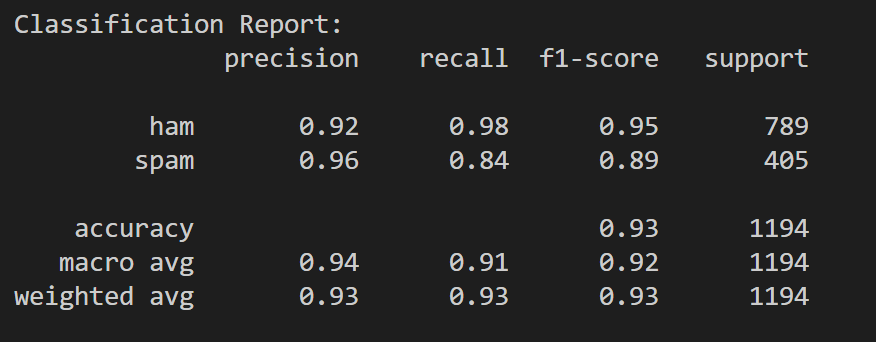 Classification Report:
precision recall f1-score support
ham 0.92 0.98 0.95 789
spam 0.96 0.84 0.89 405
accuracy 0.93 1194
macro avg 0.94 0.91 0.92 1194
weighted avg 0.93 0.93 0.93 1194